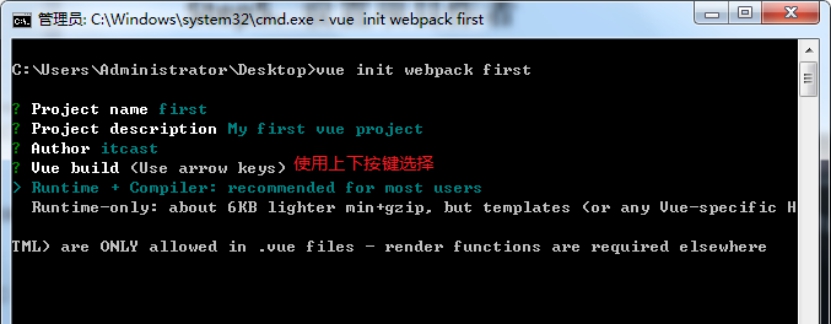 管理员: C:\Windows\system32\cmd.exe - vue  init webpack first
C:\Users\Administrator\Desktop>vue init webpack first
? Project name first
? Project description My first vue project
? Author itcast
? Vue build (Use arrow keys) 使用上下按键选择
> Runtime + Compiler: recommended for most users
Runtime-only: about 6KB lighter min+gzip, but templates (or any Vue-specific H
TML) are ONLY allowed in .vue files - render functions are required elsewhere